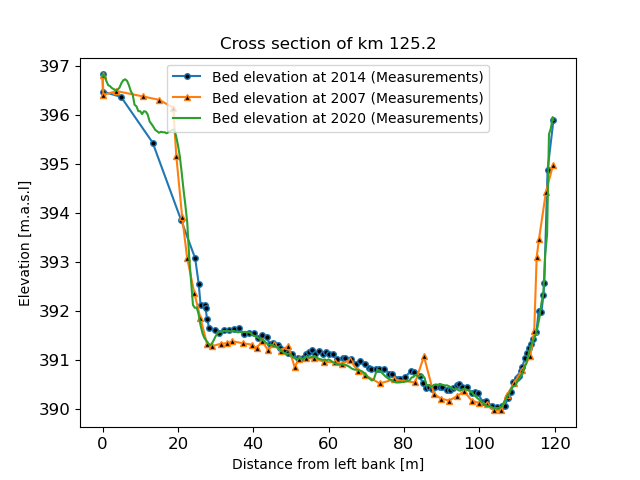 Cross section of km 125.2
Bed elevation at 2014 (Measurements)
Bed elevation at 2007 (Measurements)
Bed elevation at 2020 (Measurements)
Elevation [m.a.s.l]
397
396
395
394
393
392
391
390
0 20 40 60 80 100 120
Distance from left bank [m]